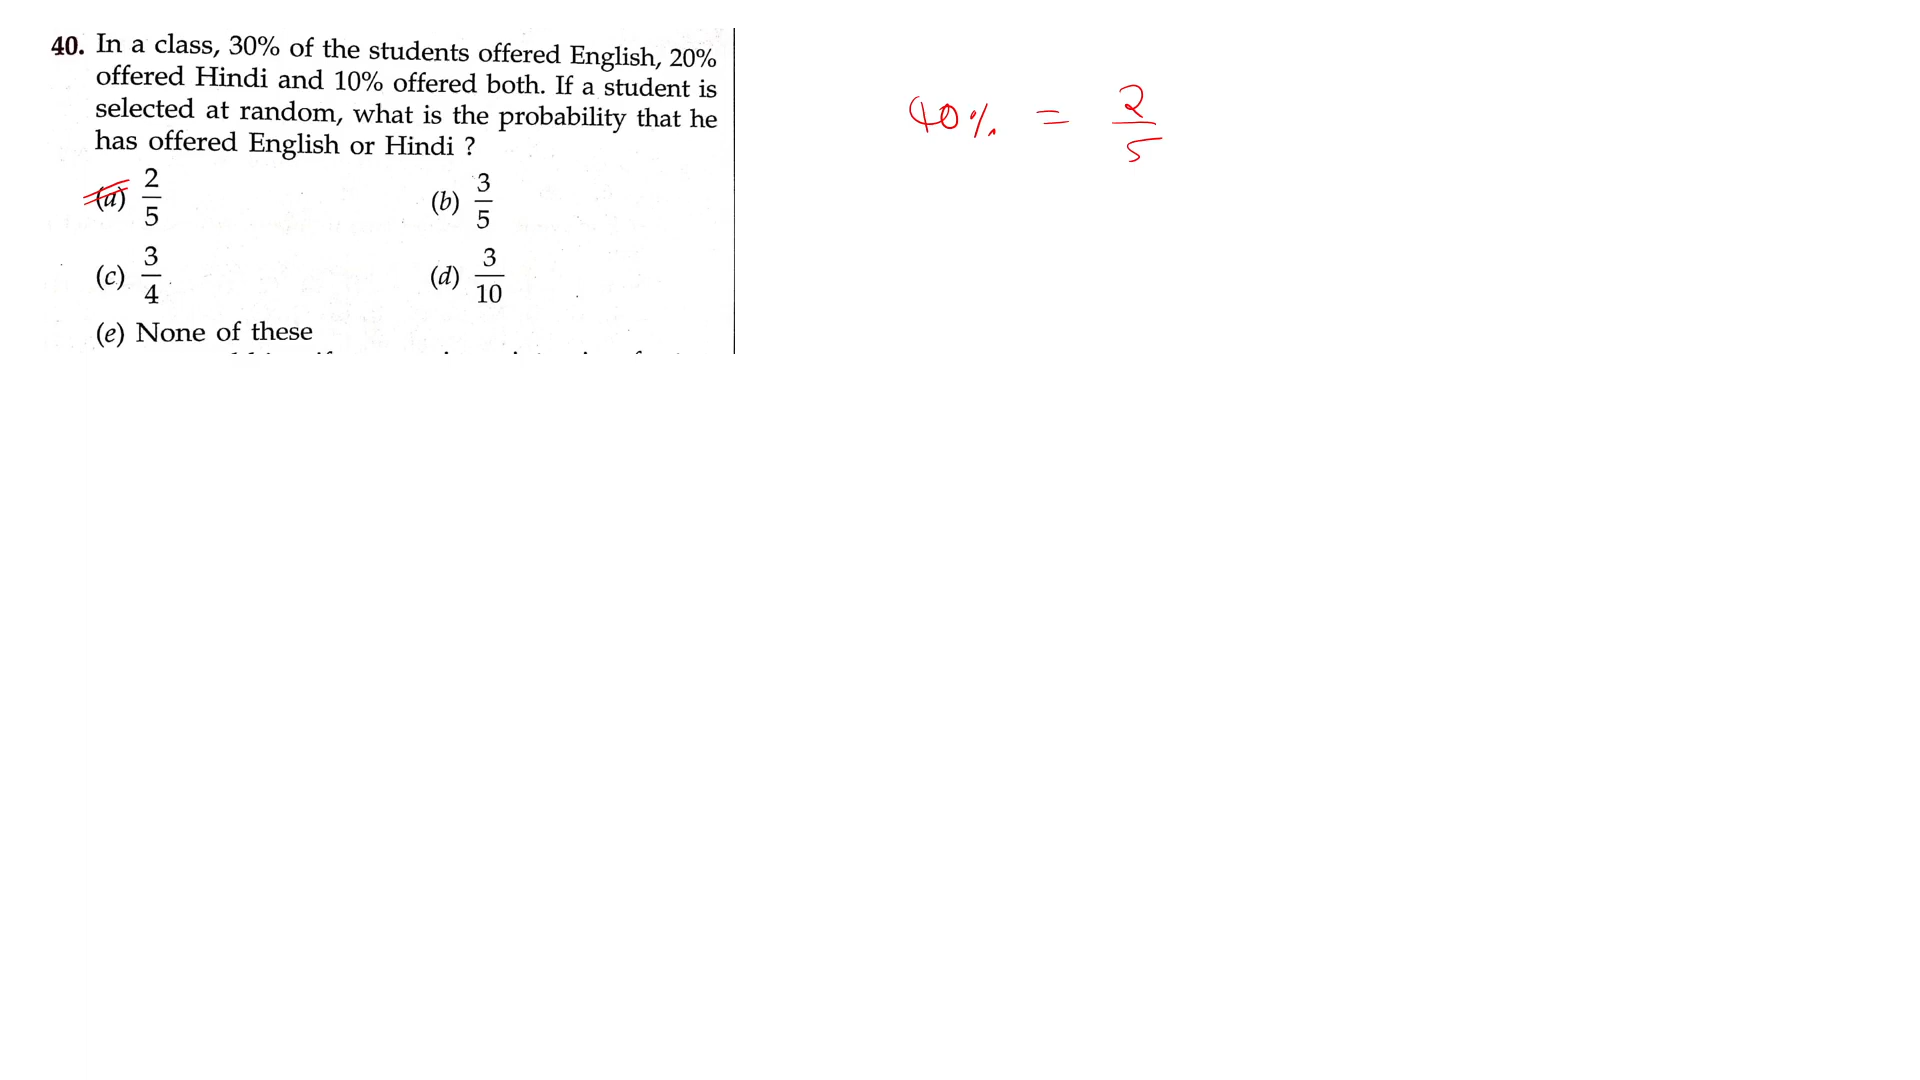 40. In a class, 30% of the students offered English, 20%
offered Hindi and 10% offered both. If a student is
selected at random, what is the probability that he
has offered English or Hindi ?
(a) 2/5 (b) 3/5
(c) 3/4 (d) 3/10
(e) None of these
40% = 2/5